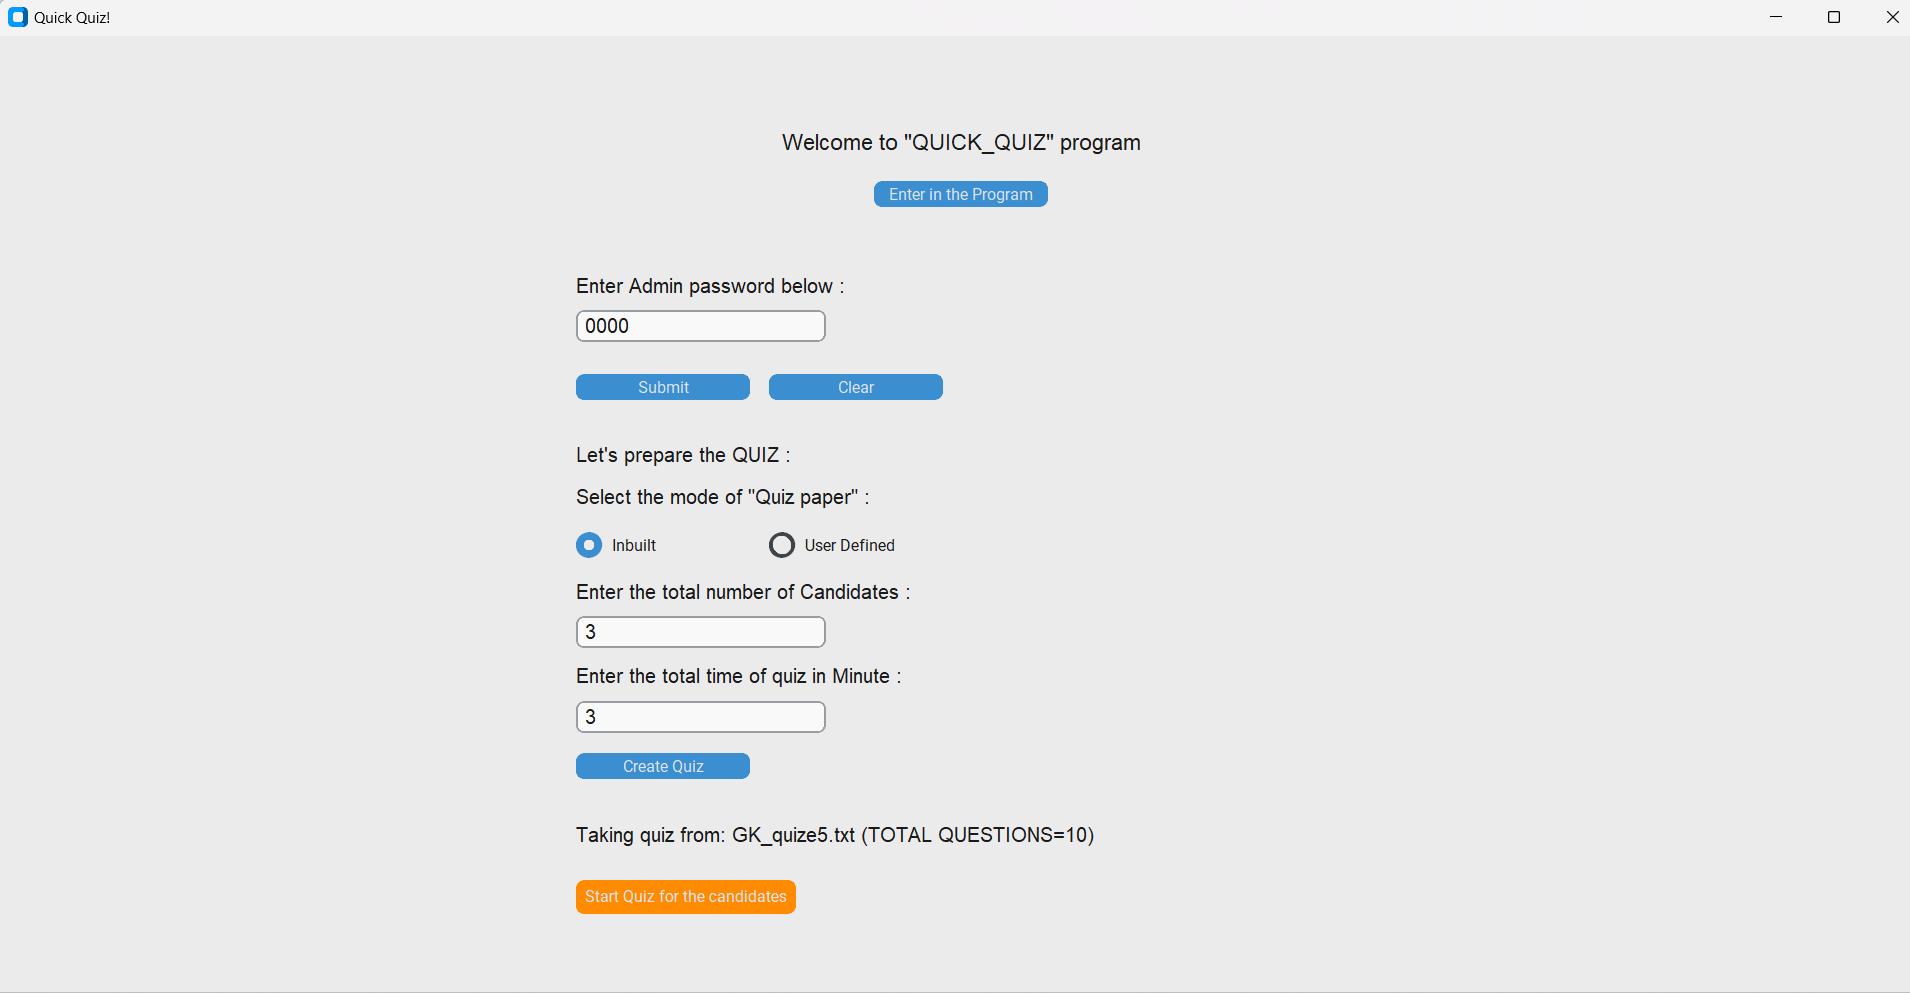 Quick Quiz!
Welcome to "QUICK_QUIZ" program
Enter in the Program
Enter Admin password below :
0000
Submit Clear
Let's prepare the QUIZ :
Select the mode of "Quiz paper" :
Inbuilt User Defined
Enter the total number of Candidates :
3
Enter the total time of quiz in Minute :
3
Create Quiz
Taking quiz from: GK_quize5.txt (TOTAL QUESTIONS=10)
Start Quiz for the candidates